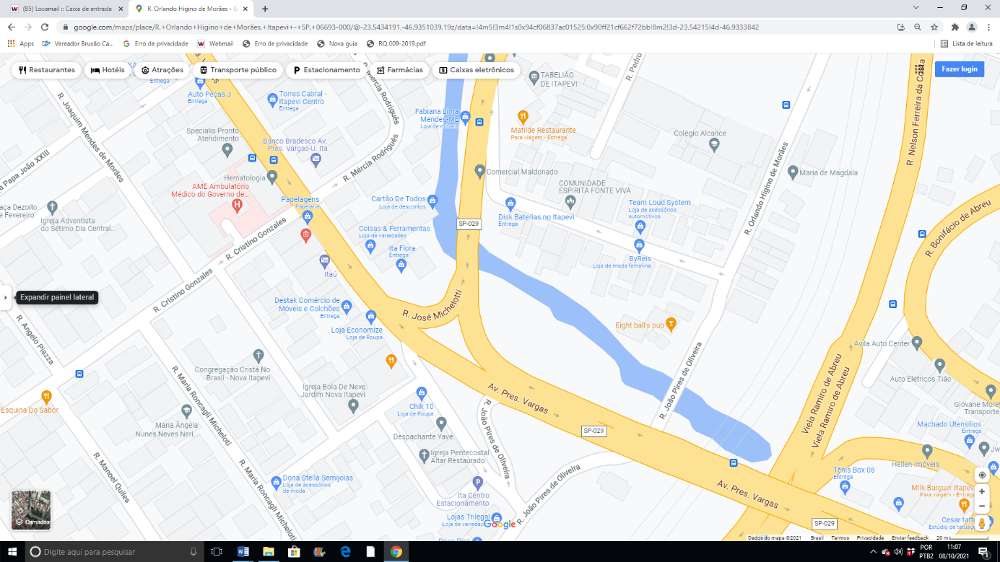 (85) Locamail :: Caixa de entrada
R. Orlando Higino de Morães - G
google.com/maps/place/R.+Orlando+Higino+de+Morães,+Itapevi+-+SP,+06693-000/@-23.5434191,-46.9351039,19z/data=!4m5!3m4!1s0x94cf06837ac01525:0x90ff21cf662f72bb!8m2!3d-23.54215!4d-46.9333842
Apps
Vereador Bruxão Ca...
Erro de privacidade
Webmail
Erro de privacidade
Nova guia
RQ 009-2019.pdf
Lista de leitura
Restaurantes
Hotéis
Atrações
Transporte público
Estacionamento
Farmácias
Caixas eletrônicos
Fazer login
Entrega
Auto Peças J
Entrega
Torres Cabral -
Itapevi Centro
Entrega
R. Mércia Rodrigues
TABELIÃO
DE ITAPEVI
R. Pedro
R. Nelson Ferreira da Costa
R. Joaquim Mendes de Morães
Fabiana Lima
Mendes-ME
Loja de móveis
Matilde Restaurante
Para viagem - Entrega
Specialis Pronto
Atendimento
Banco Bradesco Av.
Pres. Vargas-U. Ita
Colégio Alcance
Papa João XXIII
R. Mércia Rodrigues
Hematologia
Comercial Maldonado
Maria de Magdala
AME Ambulatório
Médico do Governo de...
COMUNIDADE
ESPIRITA FONTE VIVA
R. Orlando Higino de Morães
Papelagens
Papelaria
Cartão De Todos
Loja de descontos
Team Loud System
Loja de acessórios
automotivos
aça Dezoito
e Fevereiro
Igreja Adventista
do Sétimo Dia Central...
Disk Baterias no Itapevi
Entrega
SP-029
R. Cristino Gonzales
Coisas & Ferramentas
Loja de variedades
R. Bonifácio de Abreu
Ita Flora
Entrega
ByReis
Loja de moda feminina
Itaú
R. Cristino Gonzales
Expandir painel lateral
Destak Comércio de
Móveis e Colchões
Entrega
R. José Michelotti
Eight ball's pub
Loja Economize
Loja de Roupa
R. Angelo Piazza
Avila Auto Center
R. João Pires de Oliveira
Viela Ramiro de Abreu
Viela Ramiro de Abreu
Congregação Cristã No
Brasil - Nova Itapevi
Auto Elétricos Tião
R. Maria Roncagli Micheloti
Igreja Bola De Neve
Jardim Nova Itapevi
Av. Pres. Vargas
Giovane Moret
Transporte
Esquina Do Sabor
Chik 10
Loja de Roupa
R. João Pires de Oliveira
Maria Ângela
Nunes Neves Neri...
Machado Utensílios
Entrega
SP-029
Despachante Yavé
Igreja Pentecostal
Altar Restaurado
Hellen-imóveis
R. Manoel Quiles
R. Maria Roncagli Micheloti
Dona Stella Semijoias
Loja de acessórios
de moda
R. João Pires de Oliveira
Tênis Box 08
Entrega
Av. Pres. Vargas
Milk Burguer Itapev
Para viagem - Entrega
Ita Centro
Estacionamento
Camadas
Lojas Trilegal
Loja de variedad
Google
SP-029
Cesar tatt
Estúdio de tatuag
Dados do mapa ©2021
Brasil
Termos
Privacidade
Enviar feedback
20 m
Digite aqui para pesquisar
POR
PTB2
11:07
08/10/2021